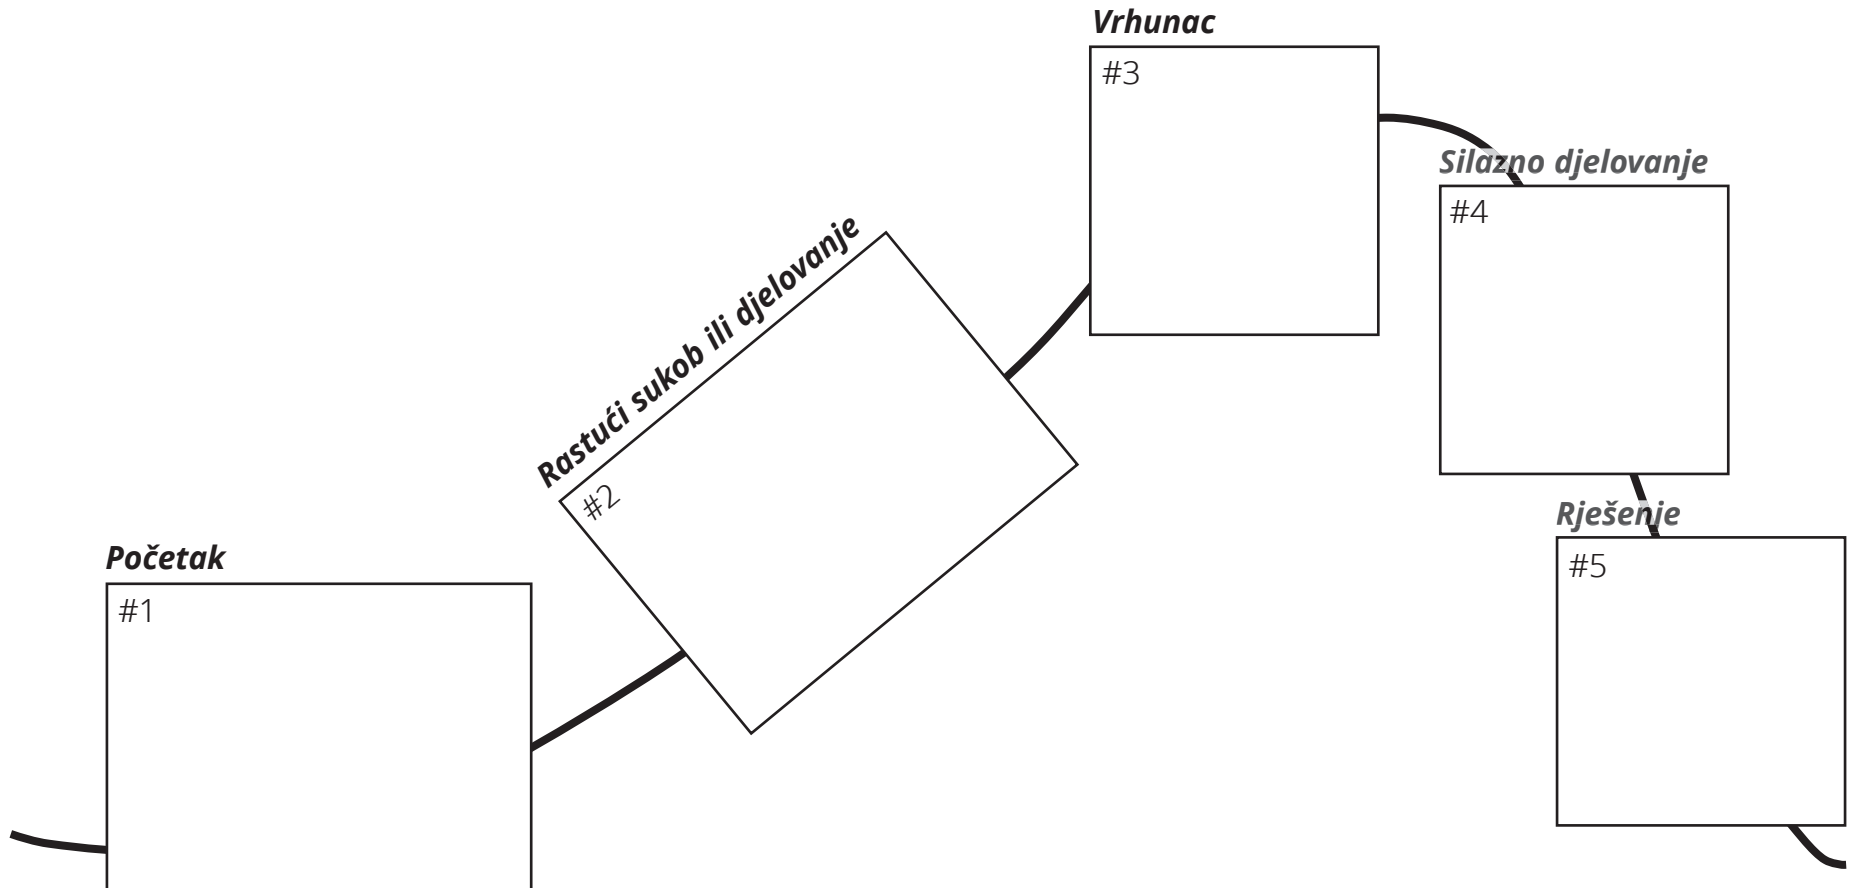 Početak
#1
Rastući sukob ili djelovanje
#2
Vrhunac
#3
Silazno djelovanje
#4
Rješenje
#5